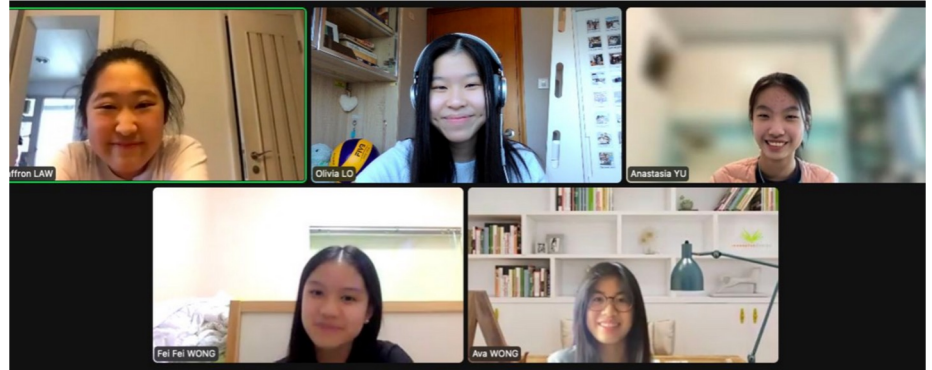 affron LAW
Olivia LO
Anastasia YU
Fei Fei WONG
Ava WONG